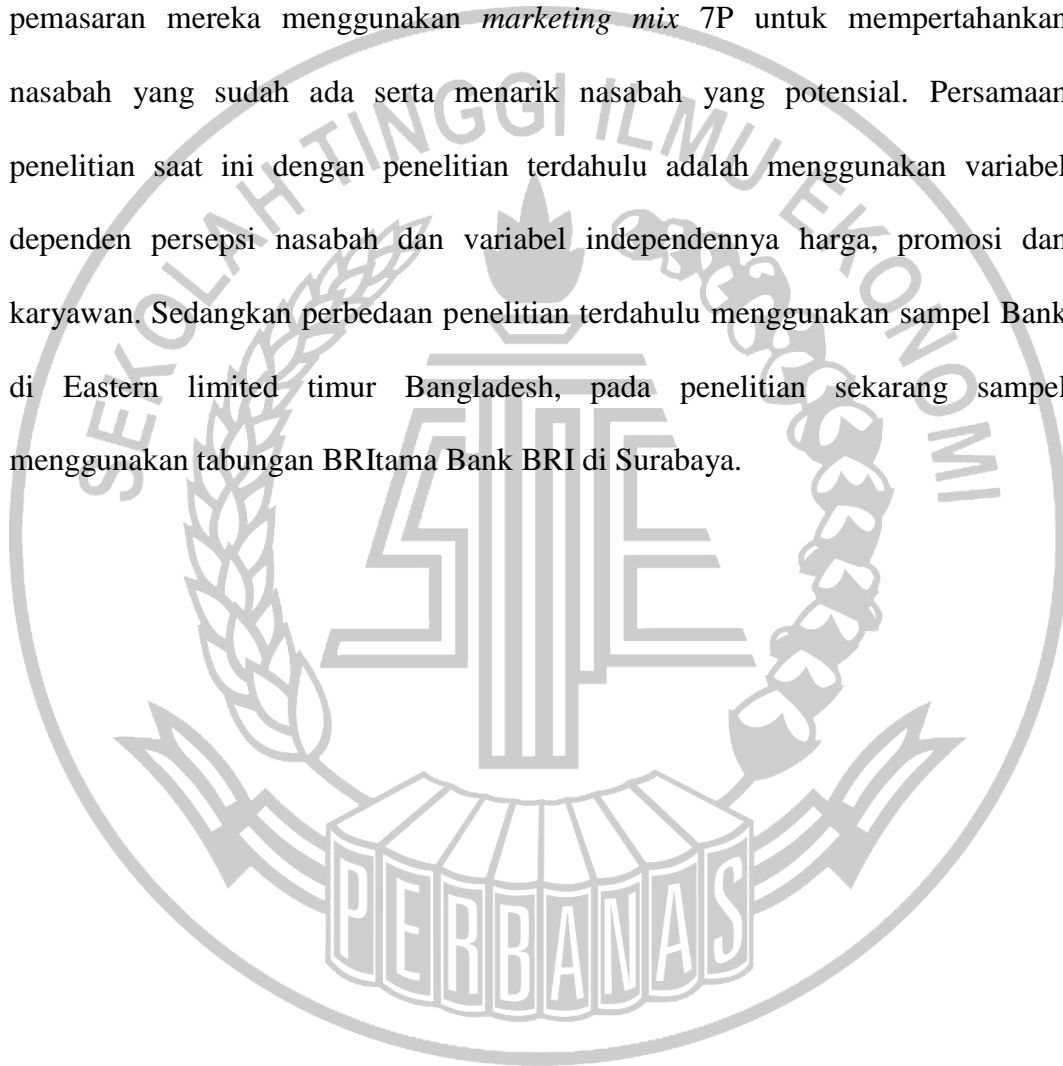 pemasaran mereka menggunakan marketing mix 7P untuk mempertahankan
nasabah yang sudah ada serta menarik nasabah yang potensial. Persamaan
penelitian saat ini dengan penelitian terdahulu adalah menggunakan variabel
dependen persepsi nasabah dan variabel independennya harga, promosi dan
karyawan. Sedangkan perbedaan penelitian terdahulu menggunakan sampel Bank
di Eastern limited timur Bangladesh, pada penelitian sekarang sampel
menggunakan tabungan BRItama Bank BRI di Surabaya.
SEKOLAH TINGGI ILMU EKONOMI
PERBANAS